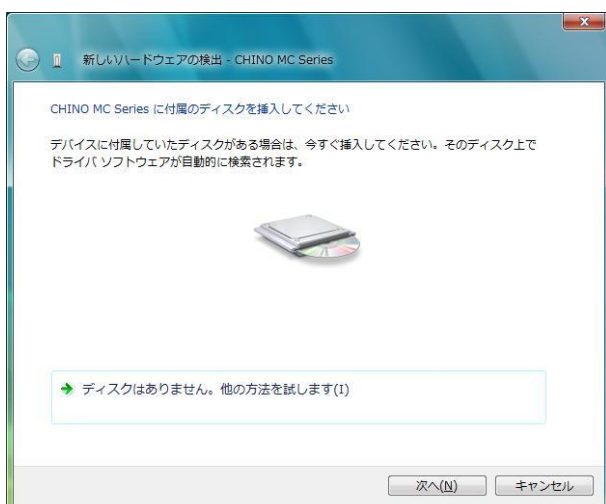 新しいハードウェアの検出 - CHINO MC Series
CHINO MC Series に付属のディスクを挿入してください
デバイスに付属していたディスクがある場合は、今すぐ挿入してください。そのディスク上で
ドライバ ソフトウェアが自動的に検索されます。
ディスクはありません。他の方法を試します(I)
次へ(N) キャンセル